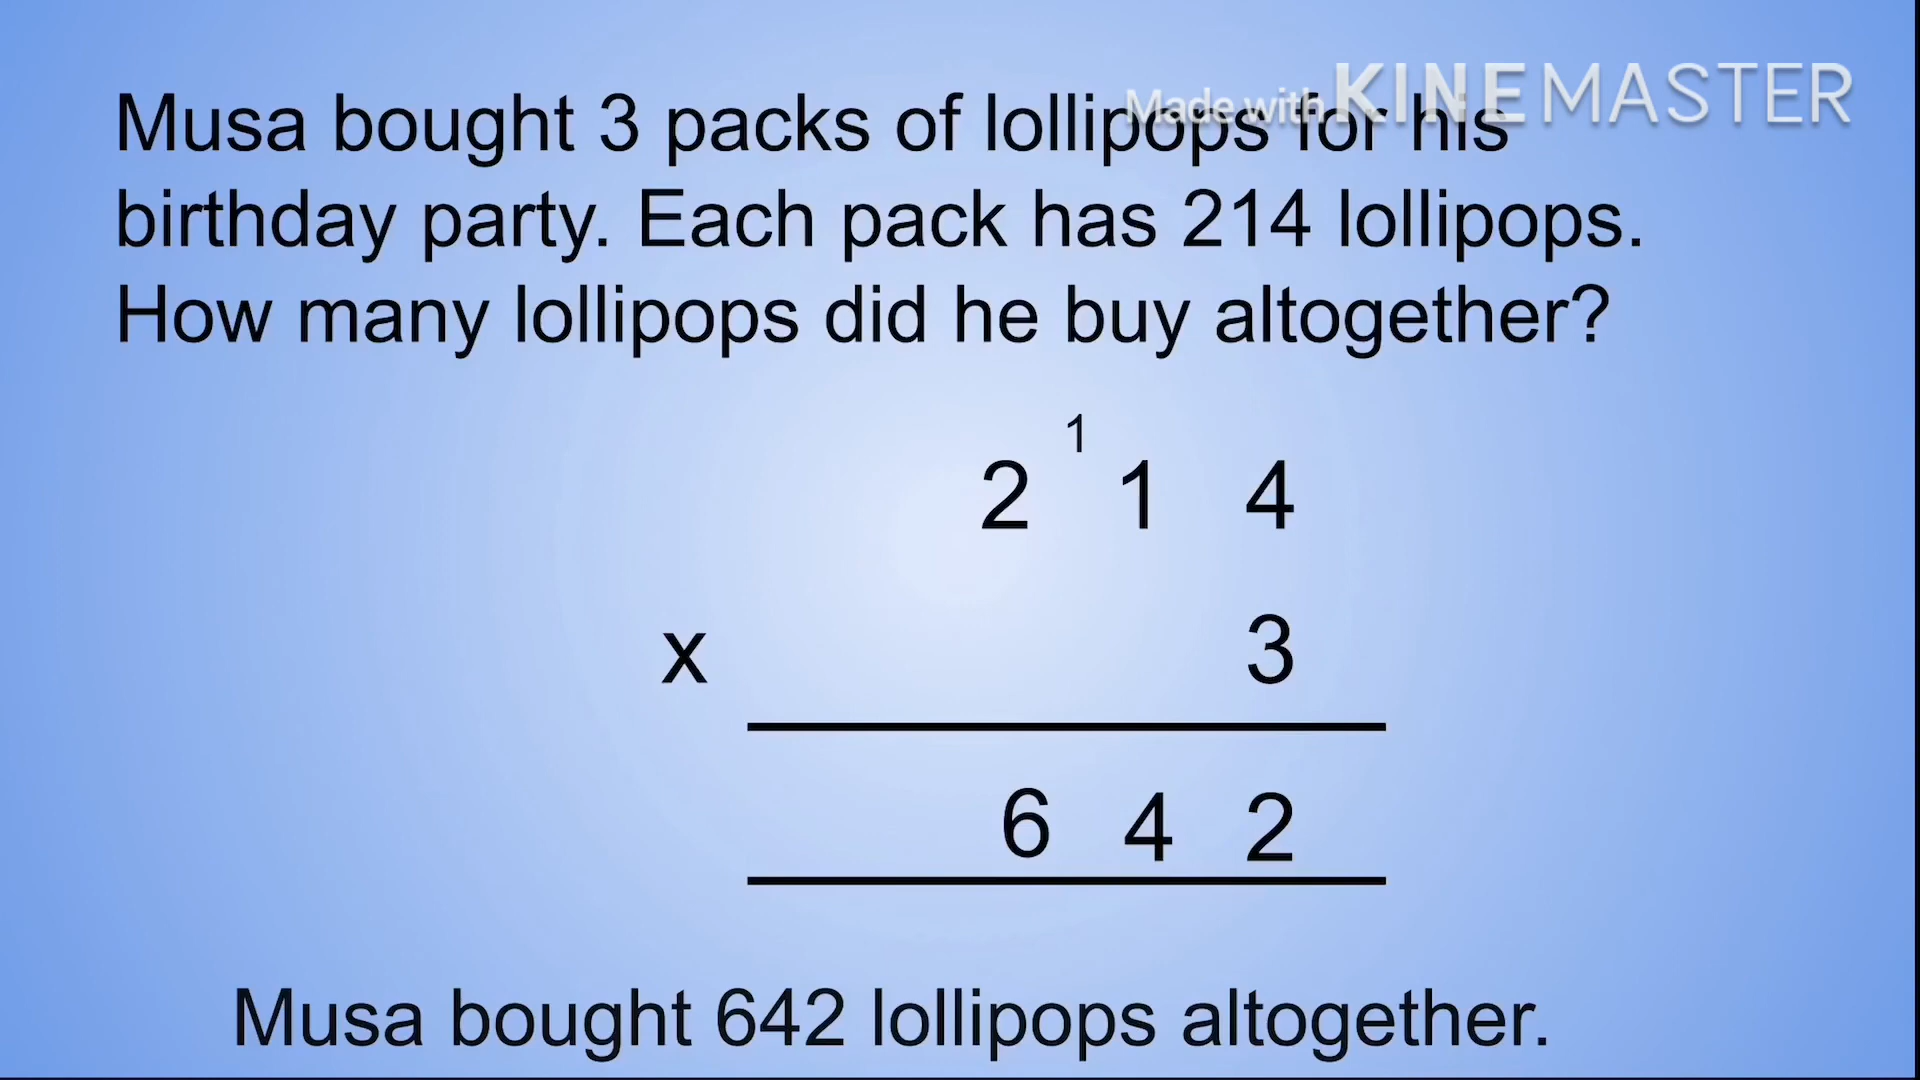 Made with KINEMASTER
Musa bought 3 packs of lollipops for his
birthday party. Each pack has 214 lollipops.
How many lollipops did he buy altogether?
1
2 1 4
x 3
6 4 2
Musa bought 642 lollipops altogether.